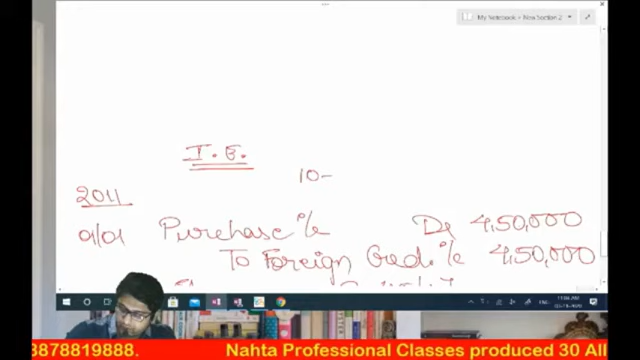 My Notebook > New Section 2
J. E.
10-
2011
01/01 Purchase a/c Dr 4,50,000
To Foreign Cred. a/c 4,50,000
8878819888. Nahta Professional Classes produced 30 All